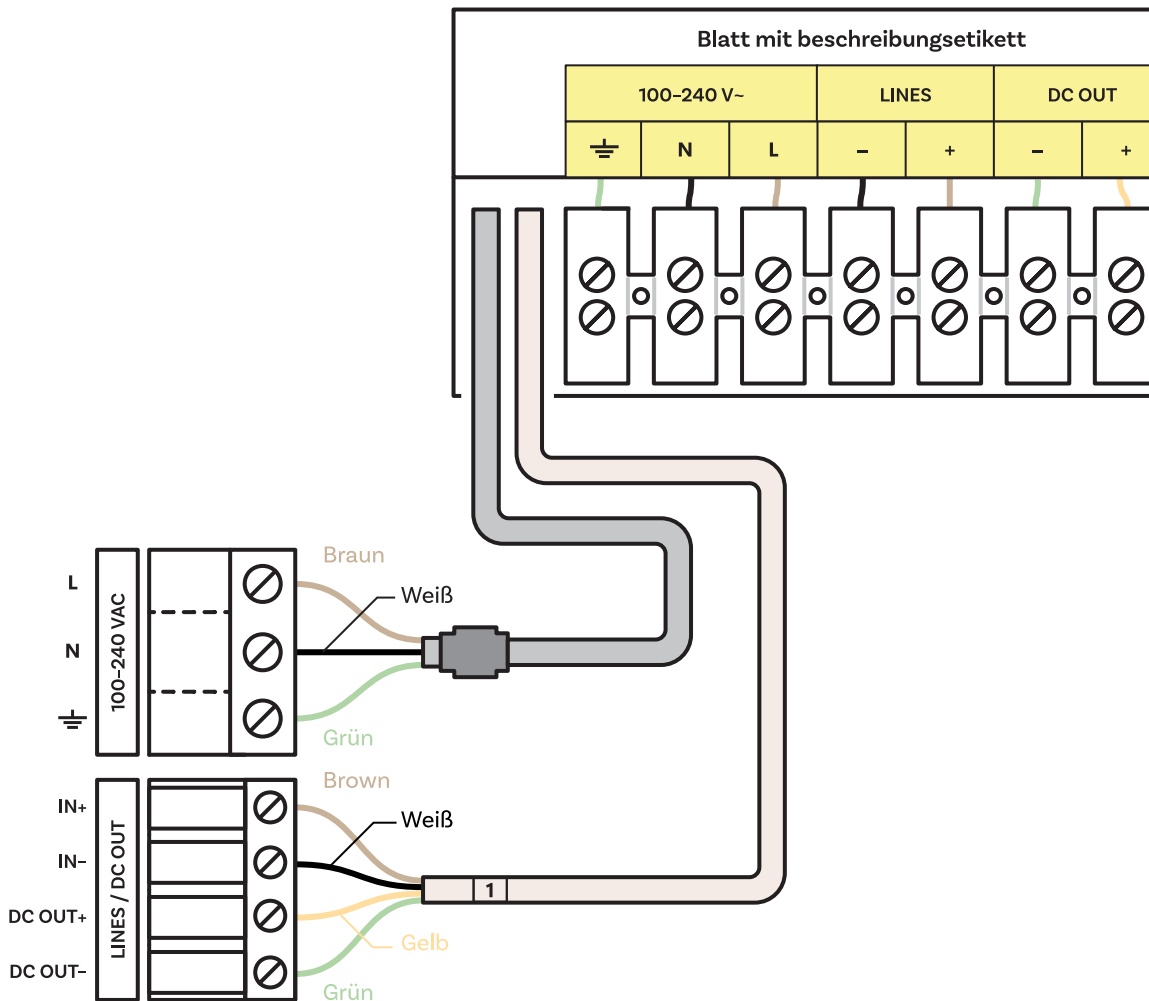 Blatt mit beschreibungsetikett
100–240 V~ LINES DC OUT
N L – + – +
Braun
L
Weiß
100–240 VAC
N
Grün
Brown
IN+
Weiß
LINES / DC OUT
IN–
1
DC OUT+
Gelb
DC OUT–
Grün